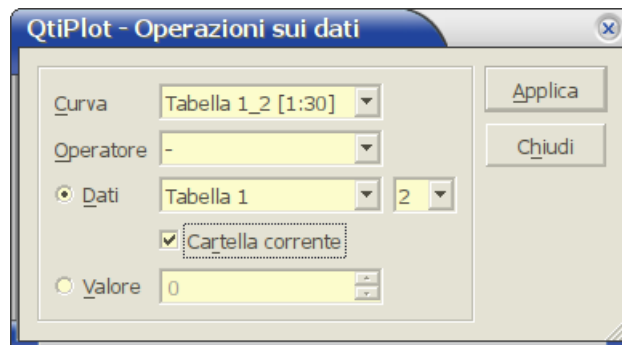 QtiPlot - Operazioni sui dati
Curva Tabella 1_2 [1:30]
Applica
Operatore -
Chiudi
Dati Tabella 1 2
Cartella corrente
Valore 0